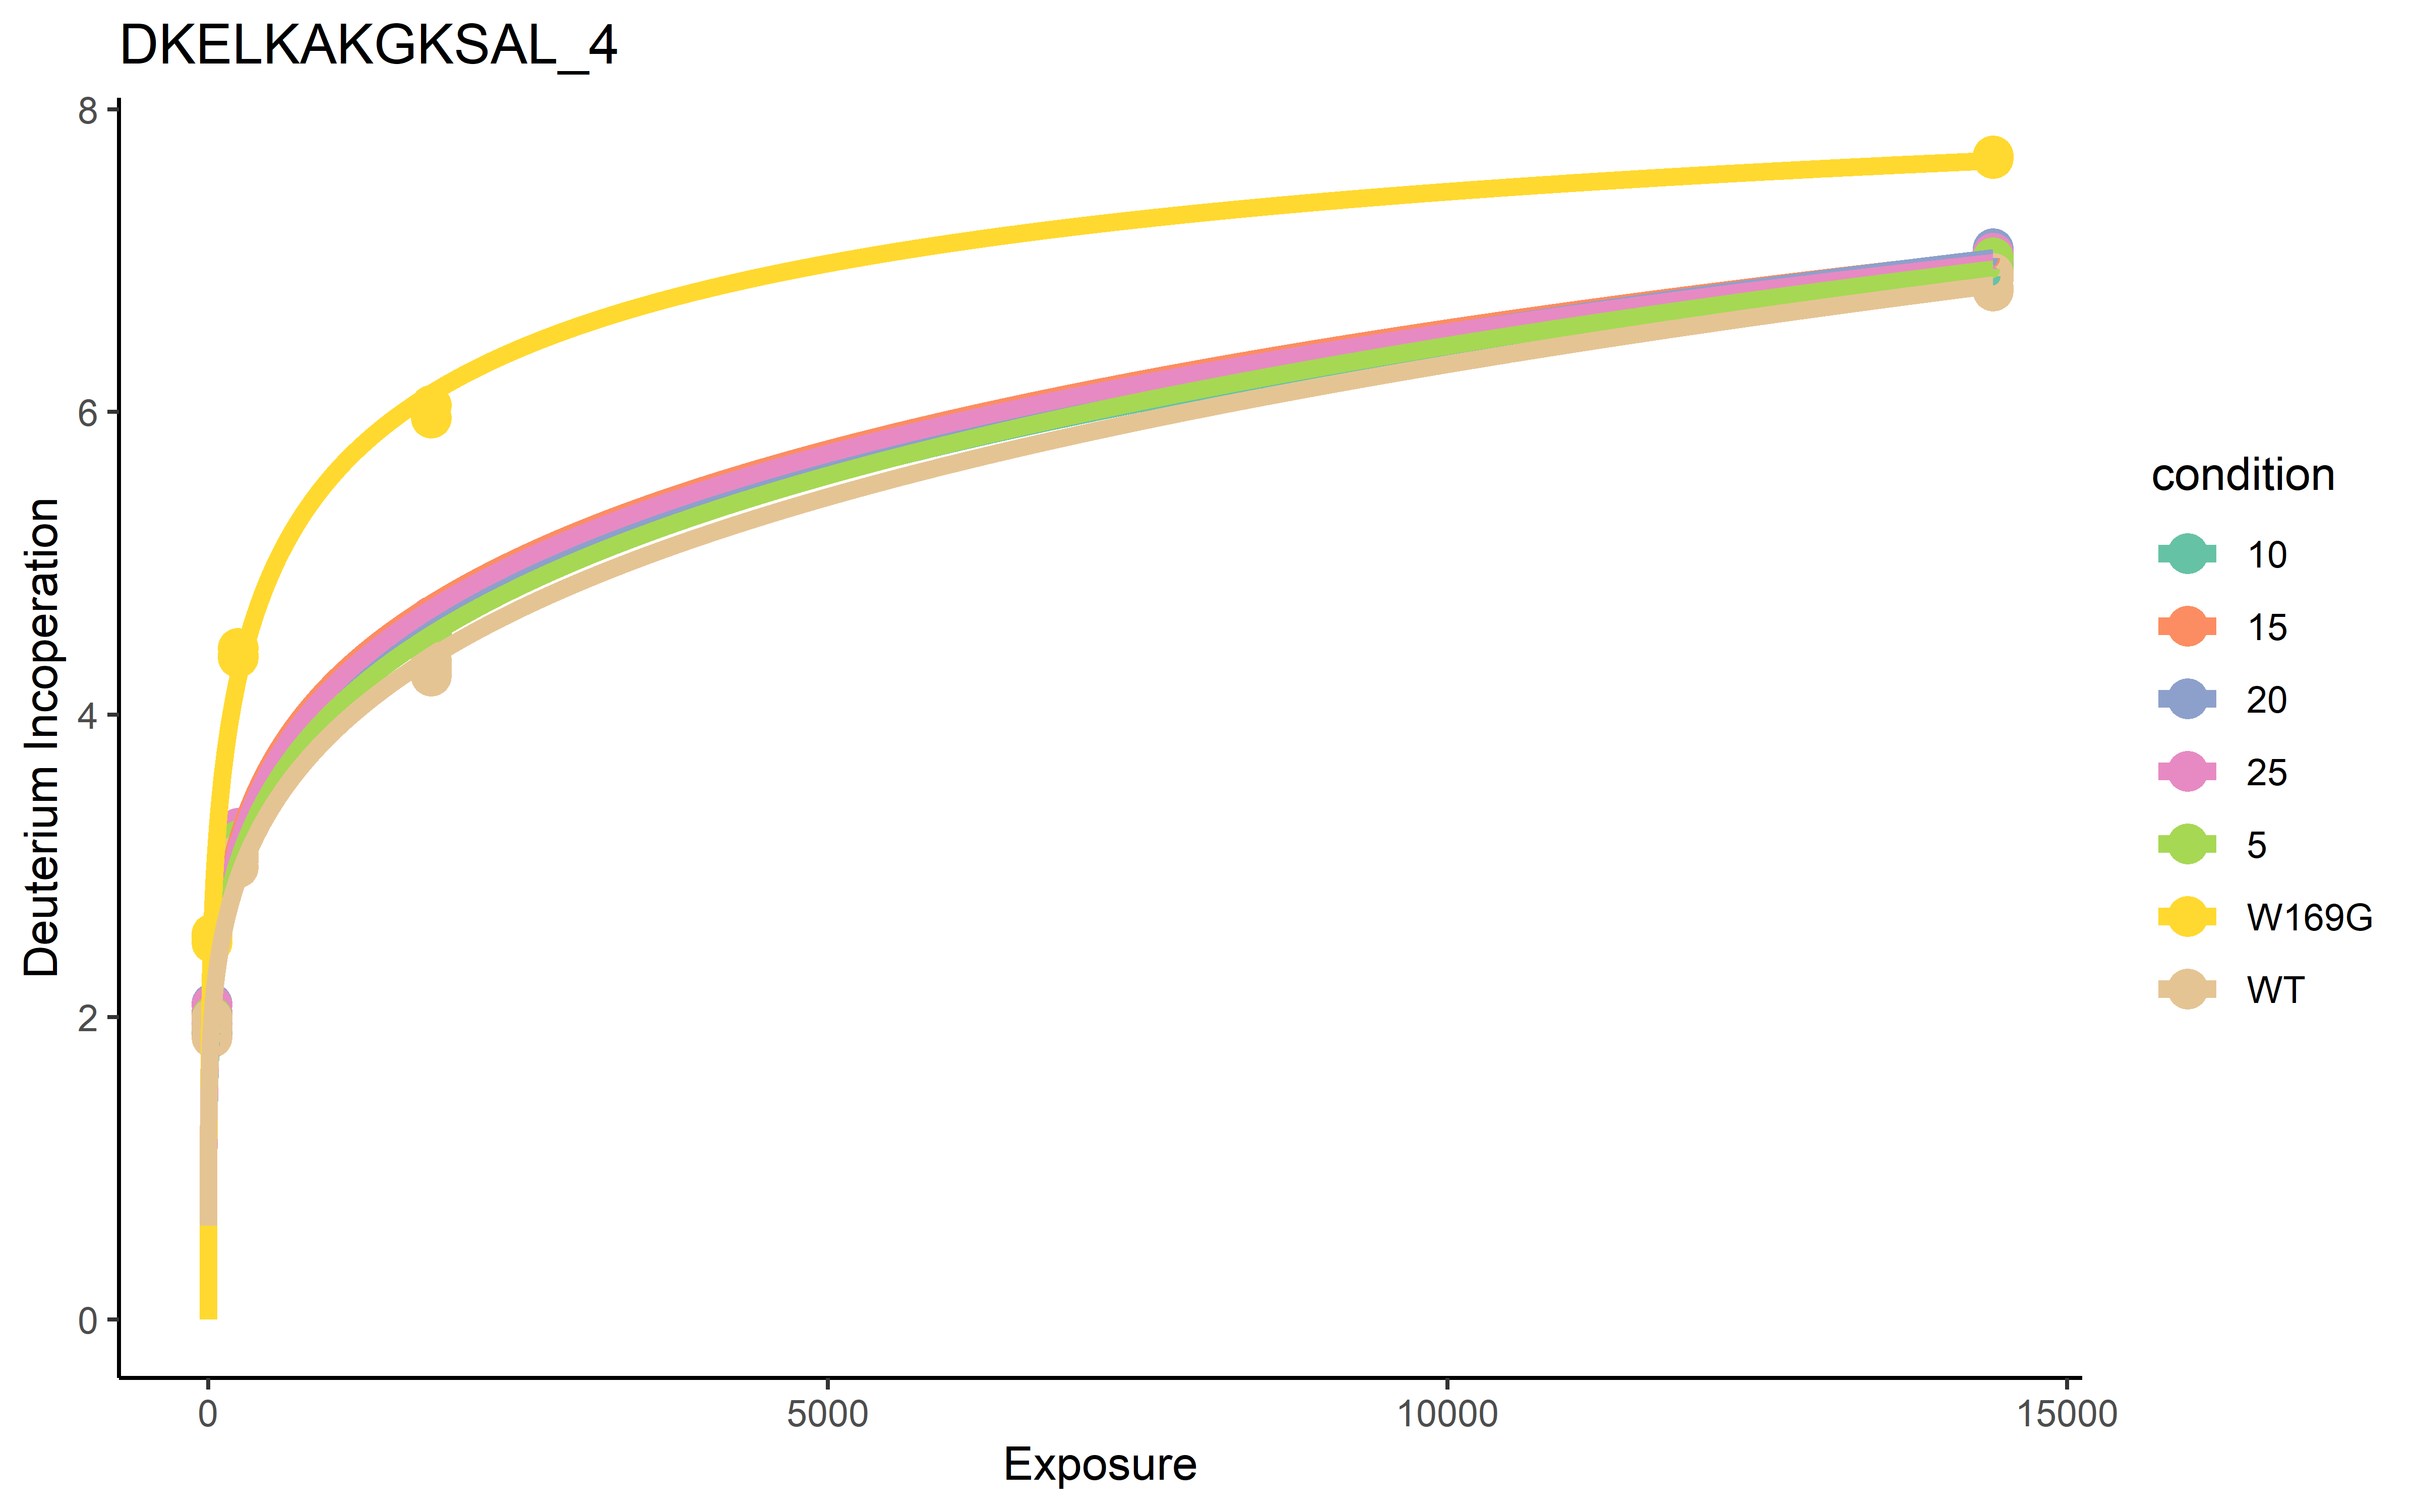 DKELKAKGKSAL_4
8
6
4
2
0
Deuterium Incoperation
0 5000 10000 15000
Exposure
condition
10
15
20
25
5
W169G
WT